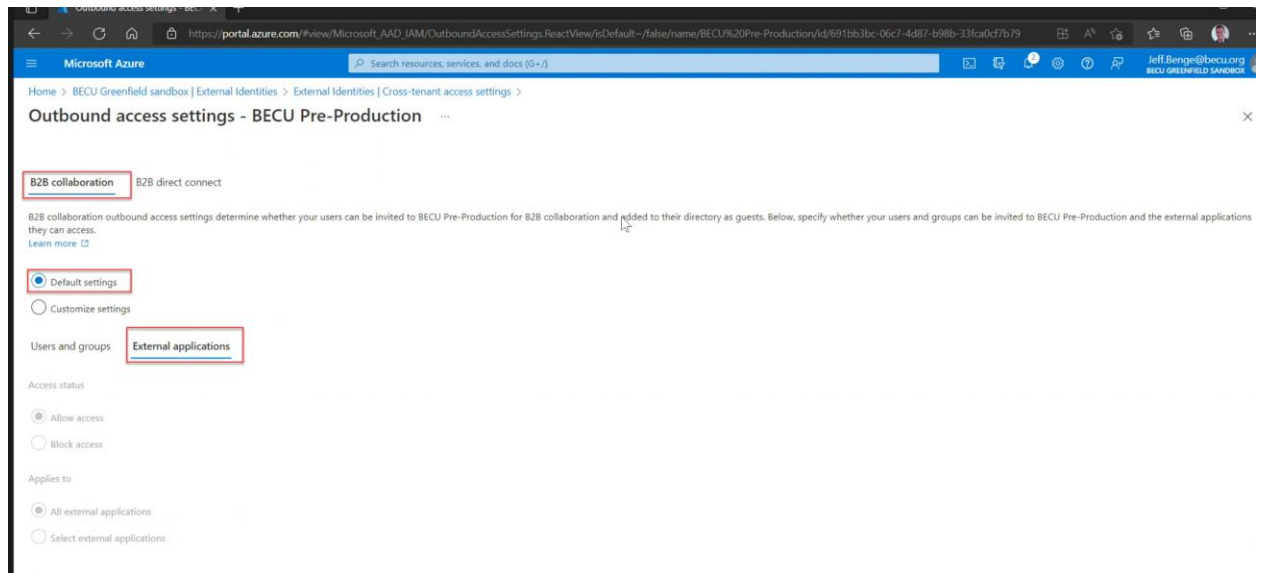 Outbound access settings - BEC
https://portal.azure.com/#view/Microsoft_AAD_IAM/OutboundAccessSettings.ReactView/isDefault~/false/name/BECU%20Pre-Production/id/691bb3bc-06c7-4d87-b98b-33fca0cf7b79
Microsoft Azure
Search resources, services, and docs (G+/)
2
Jeff.Benge@becu.org
BECU GREENFIELD SANDBOX
Home > BECU Greenfield sandbox | External Identities > External Identities | Cross-tenant access settings >
Outbound access settings - BECU Pre-Production ...
B2B collaboration B2B direct connect
B2B collaboration outbound access settings determine whether your users can be invited to BECU Pre-Production for B2B collaboration and added to their directory as guests. Below, specify whether your users and groups can be invited to BECU Pre-Production and the external applications
they can access.
Learn more
Default settings
Customize settings
Users and groups External applications
Access status
Allow access
Block access
Applies to
All external applications
Select external applications